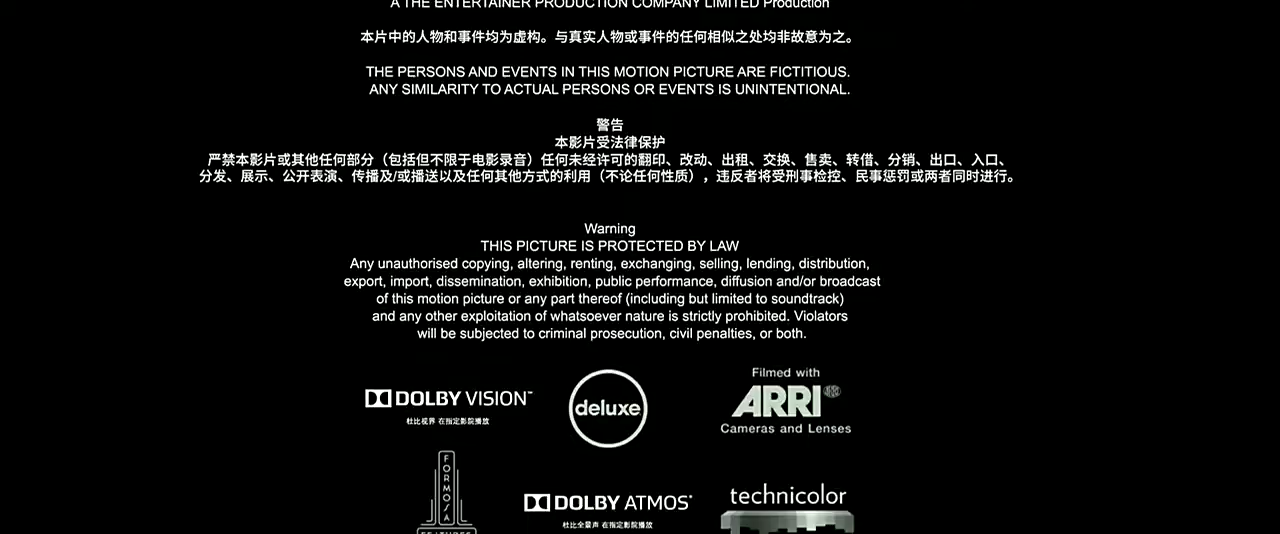 A THE ENTERTAINER PRODUCTION COMPANY LIMITED Production
本片中的人物和事件均为虚构。与真实人物或事件的任何相似之处均非故意为之。
THE PERSONS AND EVENTS IN THIS MOTION PICTURE ARE FICTITIOUS.
ANY SIMILARITY TO ACTUAL PERSONS OR EVENTS IS UNINTENTIONAL.
警告
本影片受法律保护
严禁本影片或其他任何部分（包括但不限于电影录音）任何未经许可的翻印、改动、出租、交换、售卖、转借、分销、出口、入口、
分发、展示、公开表演、传播及/或播送以及任何其他方式的利用（不论任何性质），违反者将受刑事检控、民事惩罚或两者同时进行。
Warning
THIS PICTURE IS PROTECTED BY LAW
Any unauthorised copying, altering, renting, exchanging, selling, lending, distribution,
export, import, dissemination, exhibition, public performance, diffusion and/or broadcast
of this motion picture or any part thereof (including but limited to soundtrack)
and any other exploitation of whatsoever nature is strictly prohibited. Violators
will be subjected to criminal prosecution, civil penalties, or both.
DOLBY VISION™
杜比视界 在指定影院播放
deluxe
Filmed with
ARRI
Cameras and Lenses
FORMOSA
FEATURES
DOLBY ATMOS
杜比全景声 在指定影院播放
technicolor